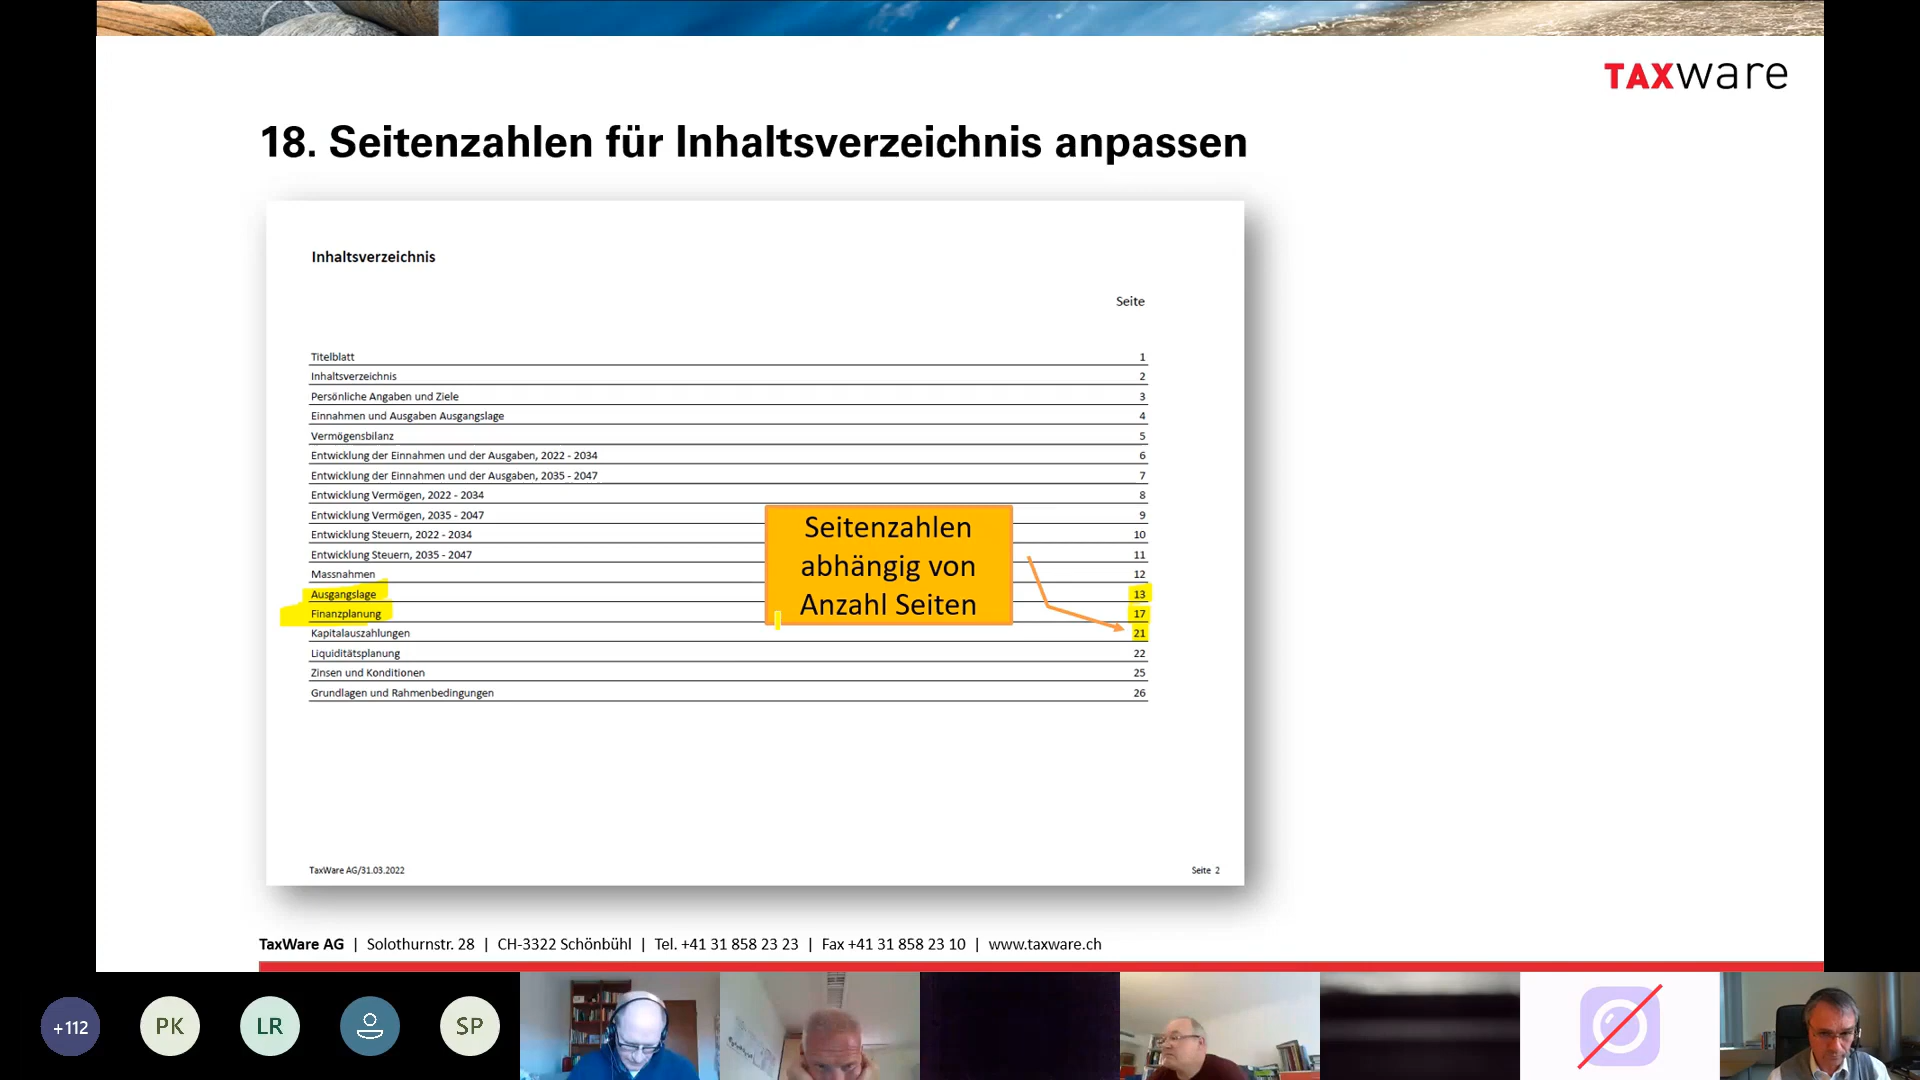 TAXware
18. Seitenzahlen für Inhaltsverzeichnis anpassen
Inhaltsverzeichnis
Seite
Titelblatt 1
Inhaltsverzeichnis 2
Persönliche Angaben und Ziele 3
Einnahmen und Ausgaben Ausgangslage 4
Vermögensbilanz 5
Entwicklung der Einnahmen und der Ausgaben, 2022 - 2034 6
Entwicklung der Einnahmen und der Ausgaben, 2035 - 2047 7
Entwicklung Vermögen, 2022 - 2034 8
Entwicklung Vermögen, 2035 - 2047 9
Entwicklung Steuern, 2022 - 2034 10
Entwicklung Steuern, 2035 - 2047 11
Massnahmen 12
Ausgangslage 13
Finanzplanung 17
Kapitalauszahlungen 21
Liquiditätsplanung 22
Zinsen und Konditionen 25
Grundlagen und Rahmenbedingungen 26
Seitenzahlen
abhängig von
Anzahl Seiten
TaxWare AG/31.03.2022 Seite 2
TaxWare AG | Solothurnstr. 28 | CH-3322 Schönbühl | Tel. +41 31 858 23 23 | Fax +41 31 858 23 10 | www.taxware.ch
+112 PK LR SP